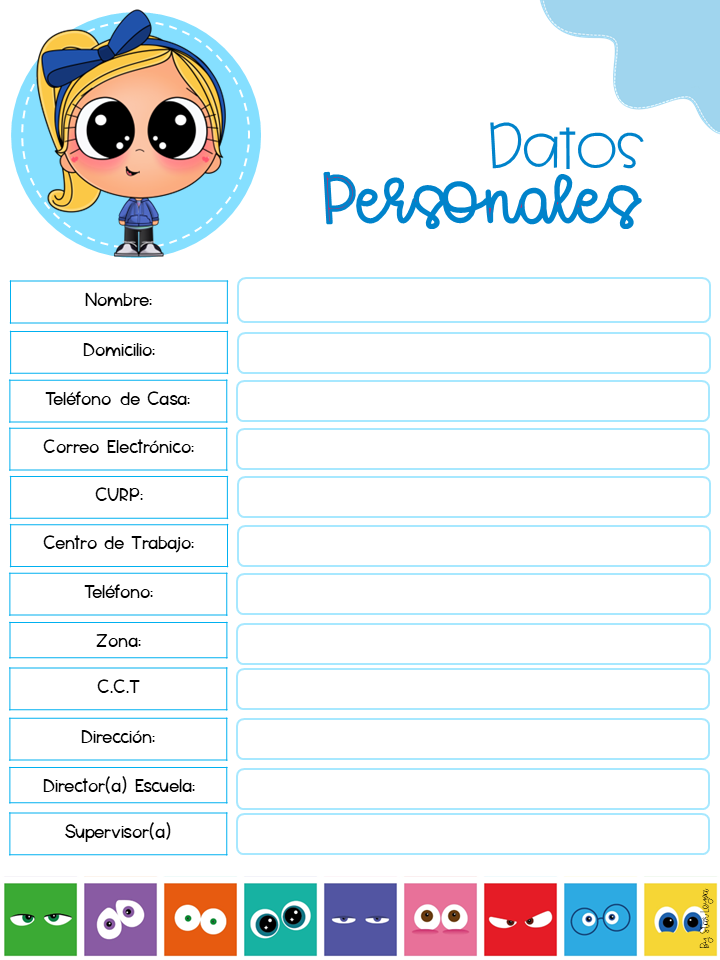 Datos
Personales
Nombre:
Domicilio:
Teléfono de Casa:
Correo Electrónico:
CURP:
Centro de Trabajo:
Teléfono:
Zona:
C.C.T
Dirección:
Director(a) Escuela:
Supervisor(a)
By